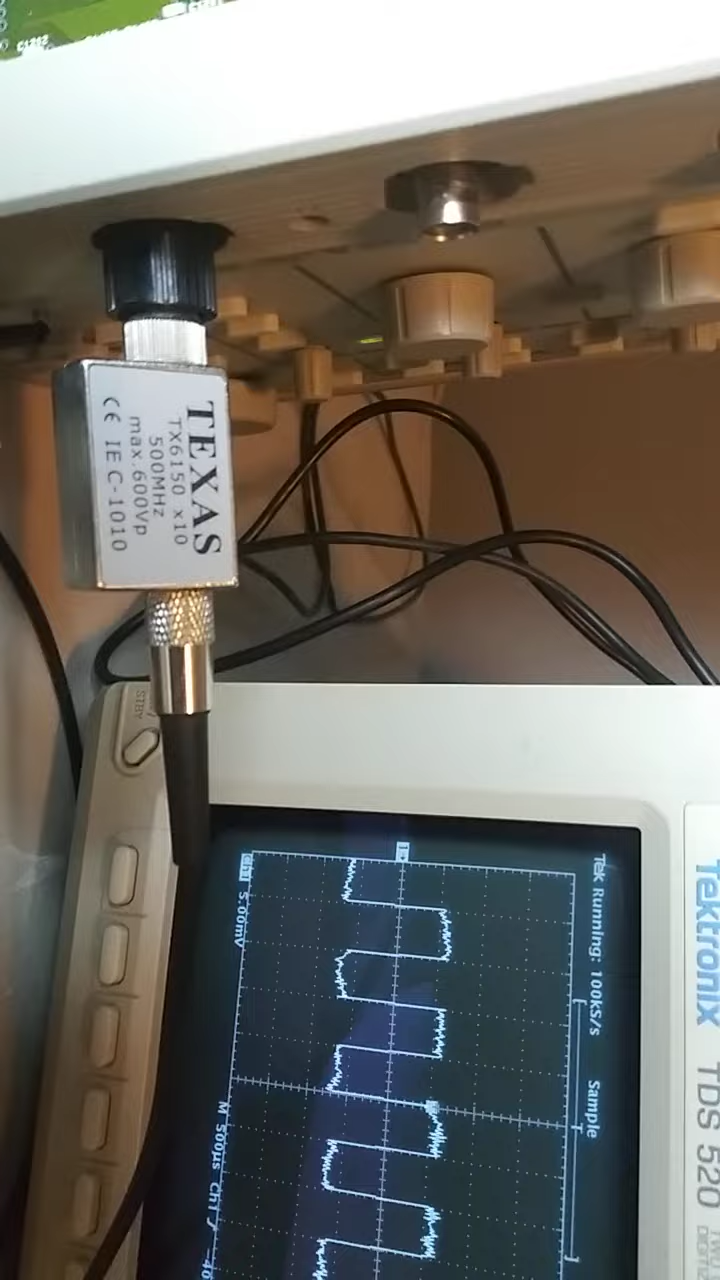 TEXAS
TX6150 x10
500MHz
max.600Vp
CE IEC-1010
STBY
Tektronix TDS 520
Tek Running: 100KS/s Sample
Ch1 5.00mV M 500µs Ch1